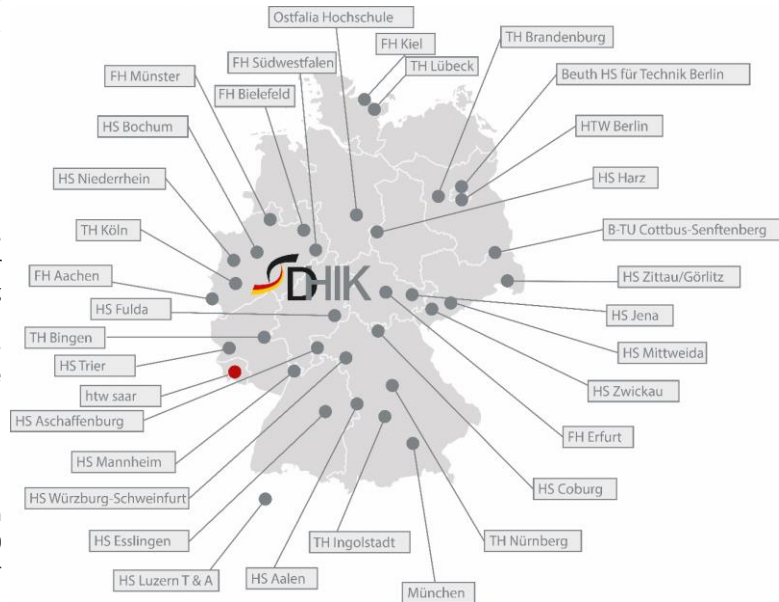 Ostfalia Hochschule
FH Kiel
TH Brandenburg
FH Südwestfalen
TH Lübeck
FH Münster
Beuth HS für Technik Berlin
FH Bielefeld
HS Bochum
HTW Berlin
HS Niederrhein
HS Harz
TH Köln
B-TU Cottbus-Senftenberg
FH Aachen
DHIK
HS Zittau/Görlitz
HS Fulda
HS Jena
TH Bingen
HS Mittweida
HS Trier
htw saar
HS Zwickau
HS Aschaffenburg
FH Erfurt
HS Mannheim
HS Coburg
HS Würzburg-Schweinfurt
HS Esslingen
TH Ingolstadt
TH Nürnberg
HS Luzern T & A
HS Aalen
München